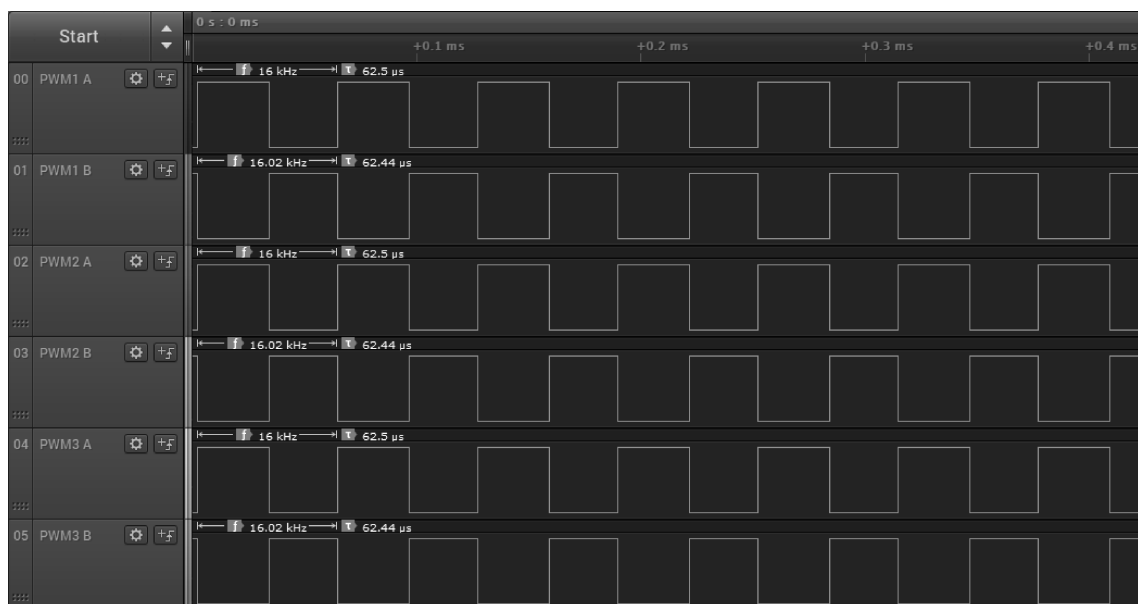 Start
0 s : 0 ms
+0.1 ms +0.2 ms +0.3 ms +0.4 ms
00 PWM1 A f 16 kHz τ 62.5 µs
01 PWM1 B f 16.02 kHz τ 62.44 µs
02 PWM2 A f 16 kHz τ 62.5 µs
03 PWM2 B f 16.02 kHz τ 62.44 µs
04 PWM3 A f 16 kHz τ 62.5 µs
05 PWM3 B f 16.02 kHz τ 62.44 µs